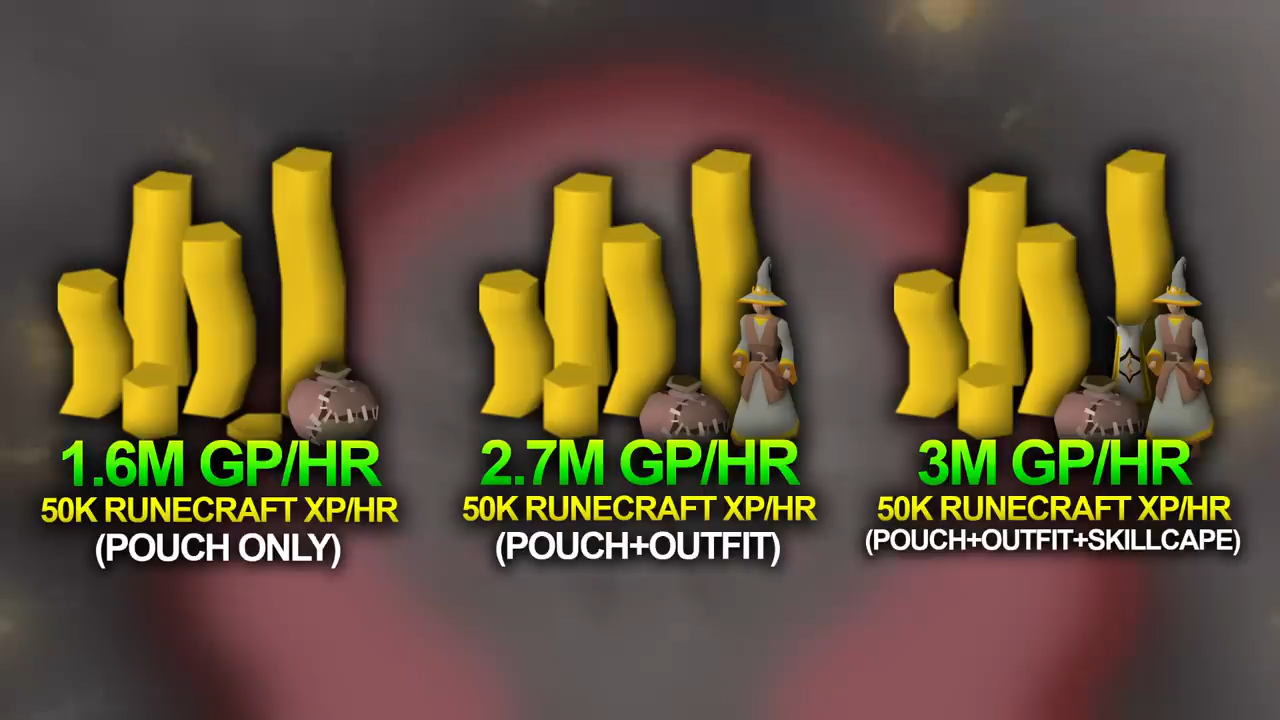 1.6M GP/HR
50K RUNECRAFT XP/HR
(POUCH ONLY)
2.7M GP/HR
50K RUNECRAFT XP/HR
(POUCH+OUTFIT)
3M GP/HR
50K RUNECRAFT XP/HR
(POUCH+OUTFIT+SKILLCAPE)